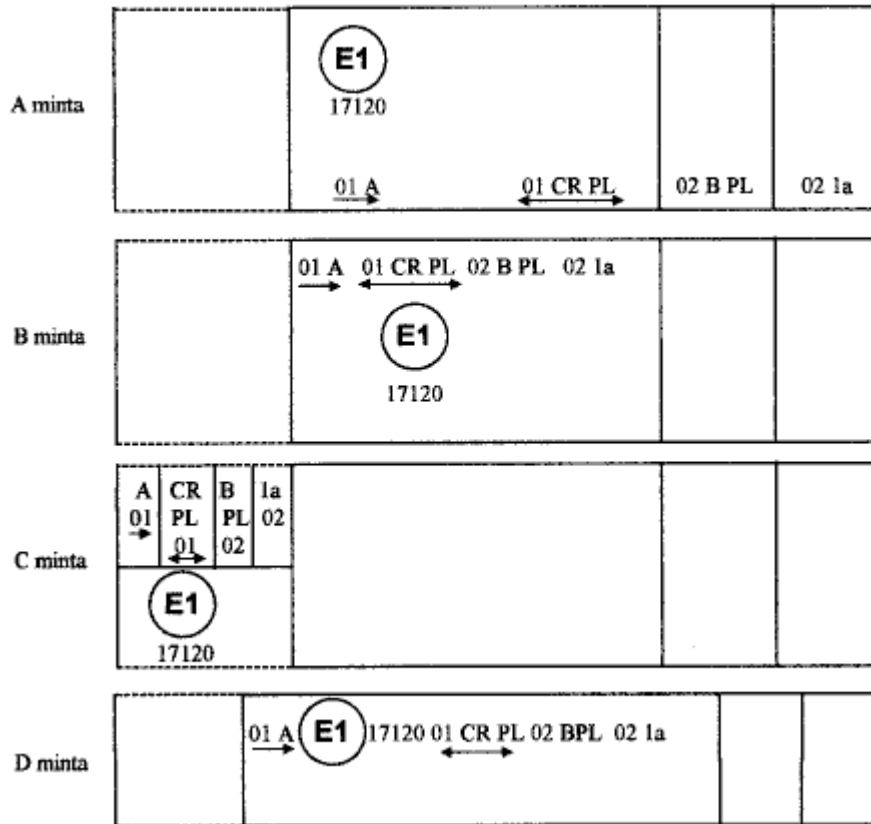 A minta
E1
17120
01 A 01 CR PL 02 B PL 02 1a
B minta
01 A 01 CR PL 02 B PL 02 1a
E1
17120
C minta
A CR B 1a
01 PL PL 02
01 02
E1
17120
D minta
01 A E1 17120 01 CR PL 02 BPL 02 1a